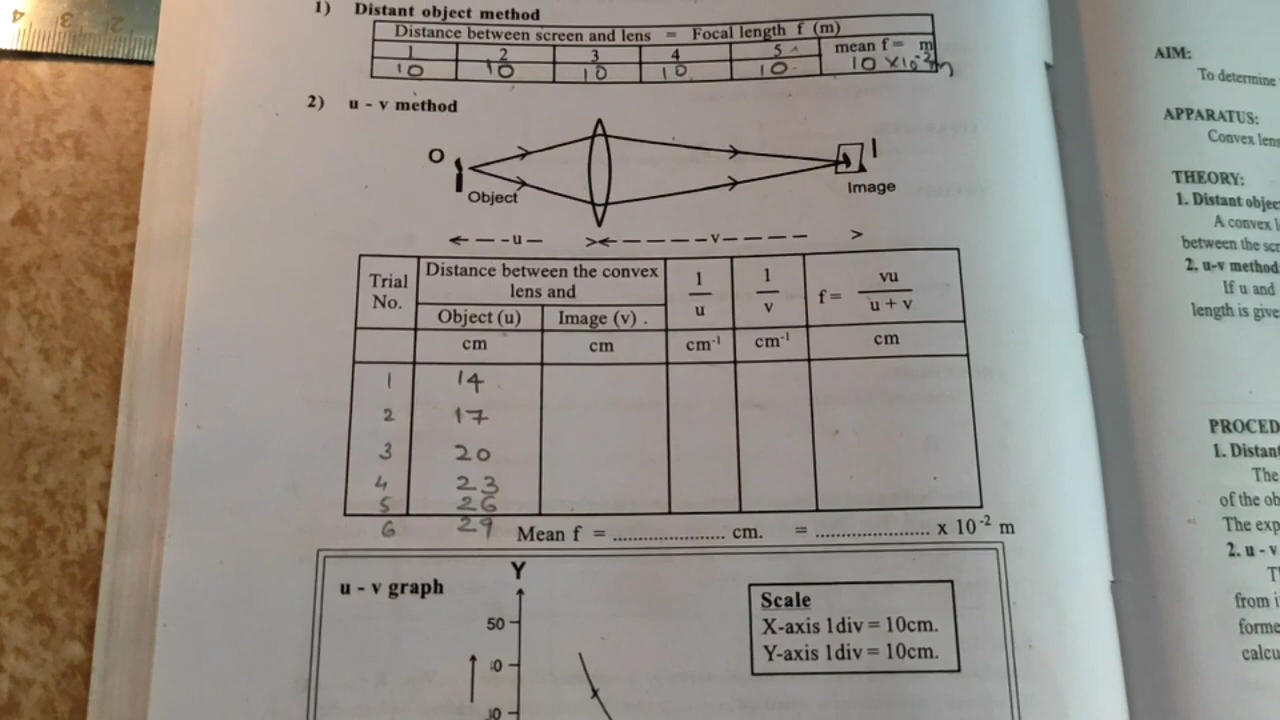 4 3 2
1) Distant object method
Distance between screen and lens = Focal length f (m)
1 2 3 4 5 mean f = m
10 10 10 10 10 10 x10-2m
2) u - v method
O I
Object Image
u v
Trial No. Distance between the convex lens and 1/u 1/v f = vu/u + v
Object (u) Image (v) .
cm cm cm-1 cm-1 cm
1 14
2 17
3 20
4 23
5 26
6 29
Mean f = ..................... cm. = ..................... x 10-2 m
u - v graph
Y
50
Scale
X-axis 1div = 10cm.
Y-axis 1div = 10cm.
AIM:
To determine
APPARATUS:
Convex lens
THEORY:
1. Distant objec
A convex l
between the scr
2. u-v method
If u and
length is give
PROCED
1. Distant
The
of the ob
The exp
2. u - v
T
from i
forme
calcu